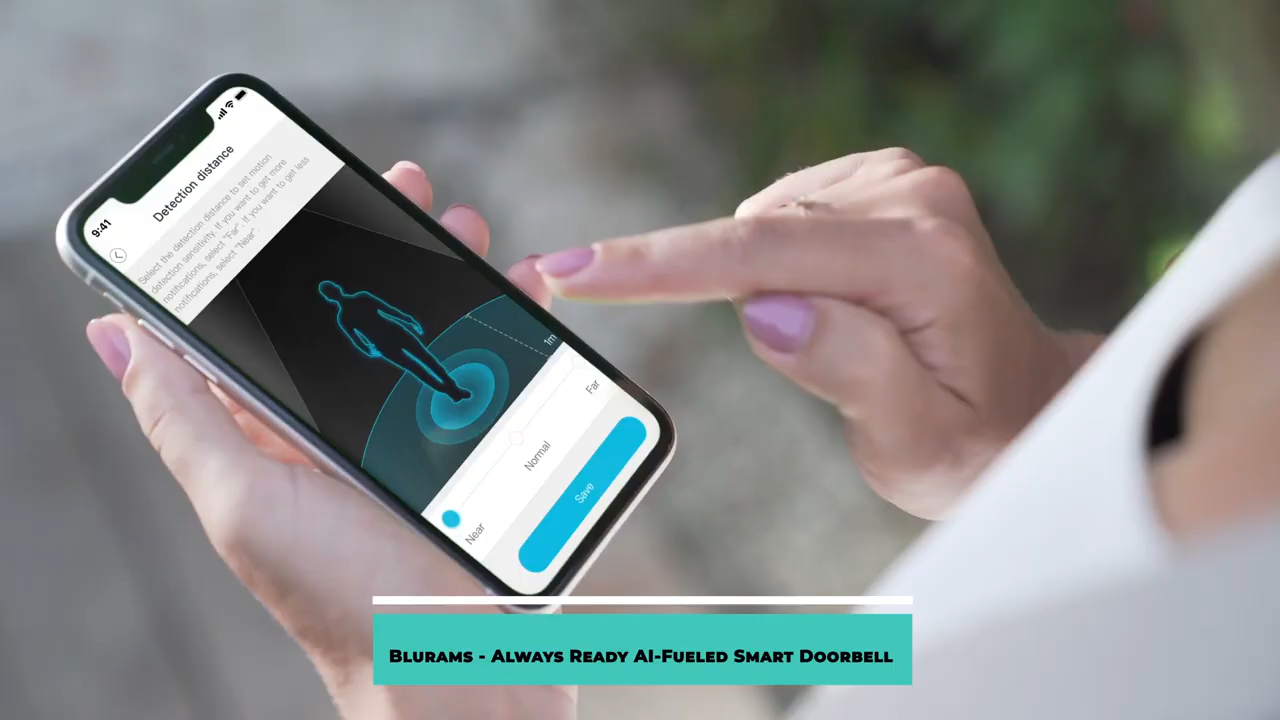 9:41
Detection distance
Select the detection distance to set motion
detection sensitivity. If you want to get more
notifications, select "Far". If you want to get less
notifications, select "Near".
1m
Near
Normal
Far
Save
Blurams - Always Ready AI-Fueled Smart Doorbell